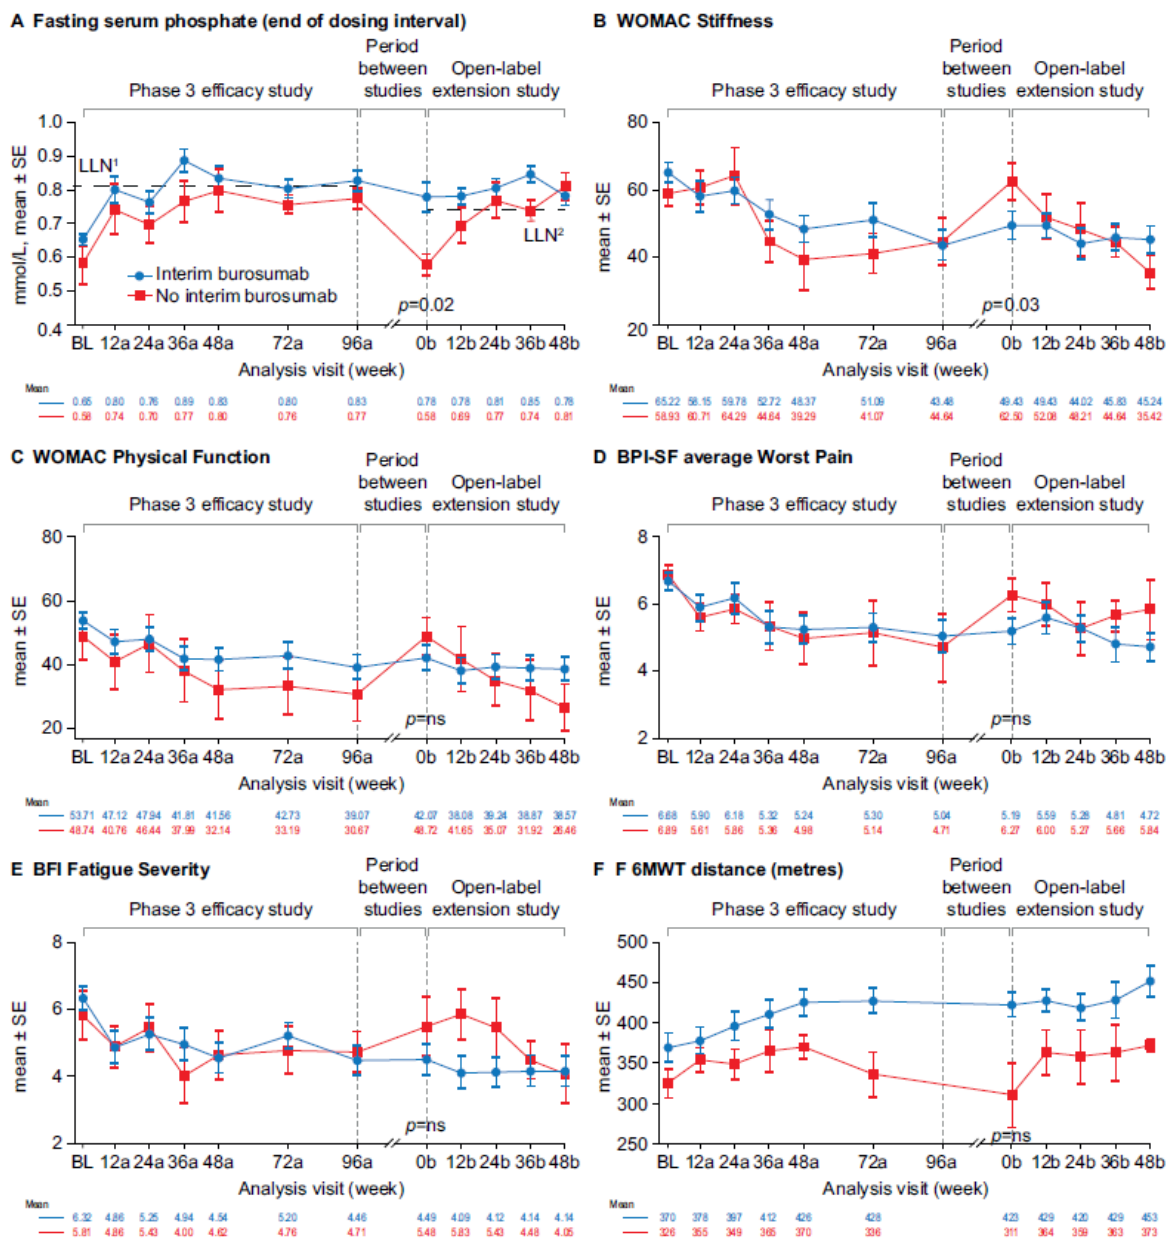 A Fasting serum phosphate (end of dosing interval)
Phase 3 efficacy study
Period between studies
Open-label extension study
mmol/L, mean ± SE
1.0
0.9
0.8
0.7
0.6
0.5
0.4
LLN1
LLN2
Interim burosumab
No interim burosumab
p=0.02
BL 12a 24a 36a 48a 72a 96a 0b 12b 24b 36b 48b
Analysis visit (week)
Mean
0.65 0.80 0.76 0.89 0.83 0.80 0.83 0.78 0.78 0.81 0.85 0.78
0.58 0.74 0.70 0.77 0.80 0.76 0.77 0.58 0.69 0.77 0.74 0.81
B WOMAC Stiffness
Phase 3 efficacy study
Period between studies
Open-label extension study
mean ± SE
80
60
40
20
p=0.03
BL 12a 24a 36a 48a 72a 96a 0b 12b 24b 36b 48b
Analysis visit (week)
65.22 58.15 59.78 52.72 48.37 51.09 43.48 49.43 49.43 44.02 45.83 45.24
58.93 60.71 64.29 44.64 39.29 41.07 44.64 62.50 52.08 48.21 44.64 35.42
C WOMAC Physical Function
Phase 3 efficacy study
Period between studies
Open-label extension study
mean ± SE
80
60
40
20
p=ns
BL 12a 24a 36a 48a 72a 96a 0b 12b 24b 36b 48b
Analysis visit (week)
Mean
53.71 47.12 47.94 41.81 41.56 42.73 39.07 42.07 38.08 39.24 38.87 38.57
48.74 40.76 46.44 37.99 32.14 33.19 30.67 48.72 41.65 35.07 31.92 26.46
D BPI-SF average Worst Pain
Phase 3 efficacy study
Period between studies
Open-label extension study
mean ± SE
8
6
4
2
p=ns
BL 12a 24a 36a 48a 72a 96a 0b 12b 24b 36b 48b
Analysis visit (week)
Mean
6.68 5.90 6.18 5.32 5.24 5.30 5.04 5.19 5.59 5.28 4.81 4.72
6.89 5.61 5.86 5.36 4.98 5.14 4.71 6.27 6.00 5.27 5.66 5.84
E BFI Fatigue Severity
Phase 3 efficacy study
Period between studies
Open-label extension study
mean ± SE
8
6
4
2
p=ns
BL 12a 24a 36a 48a 72a 96a 0b 12b 24b 36b 48b
Analysis visit (week)
Mean
6.32 4.86 5.25 4.94 4.54 5.20 4.46 4.49 4.09 4.12 4.14 4.14
5.81 4.86 5.43 4.00 4.62 4.76 4.71 5.48 5.83 5.43 4.48 4.05
F F 6MWT distance (metres)
Phase 3 efficacy study
Period between studies
Open-label extension study
mean ± SE
500
450
400
350
300
250
p=ns
BL 12a 24a 36a 48a 72a 96a 0b 12b 24b 36b 48b
Analysis visit (week)
Mean
370 378 397 412 426 428 423 429 420 429 453
326 355 349 365 370 336 311 364 359 363 373